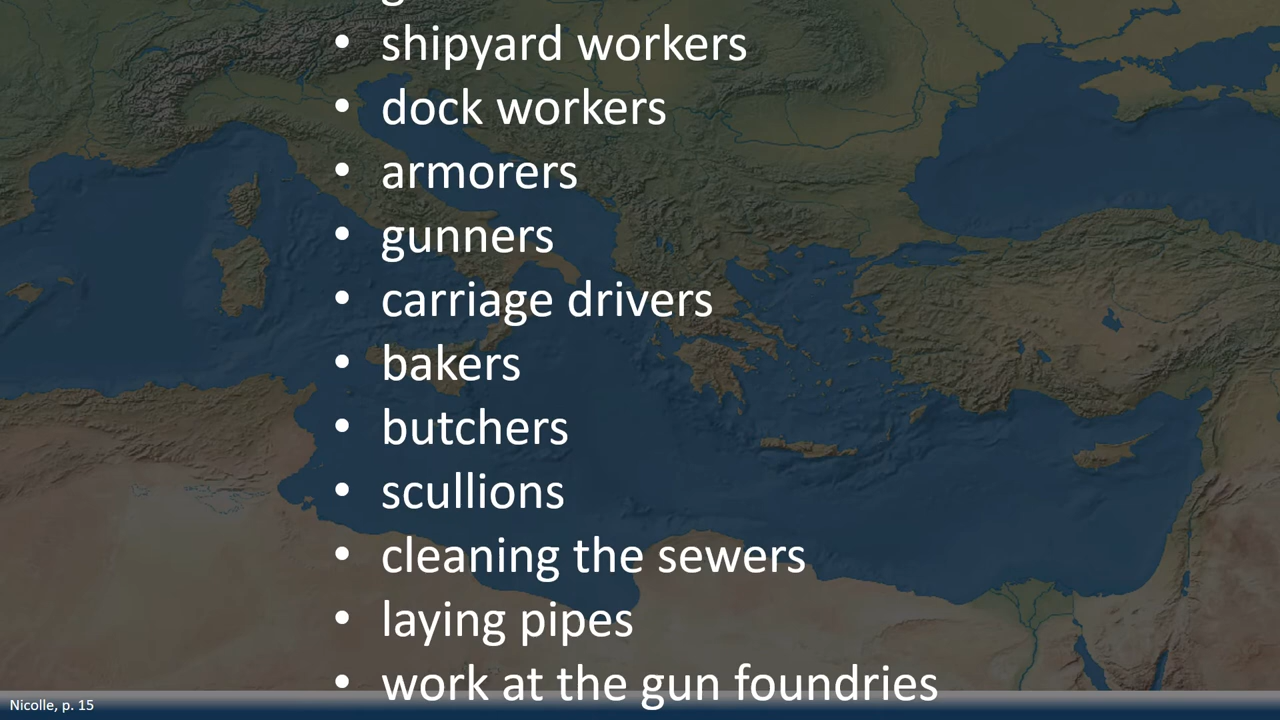 • shipyard workers
• dock workers
• armorers
• gunners
• carriage drivers
• bakers
• butchers
• scullions
• cleaning the sewers
• laying pipes
• work at the gun foundries
Nicolle, p. 15